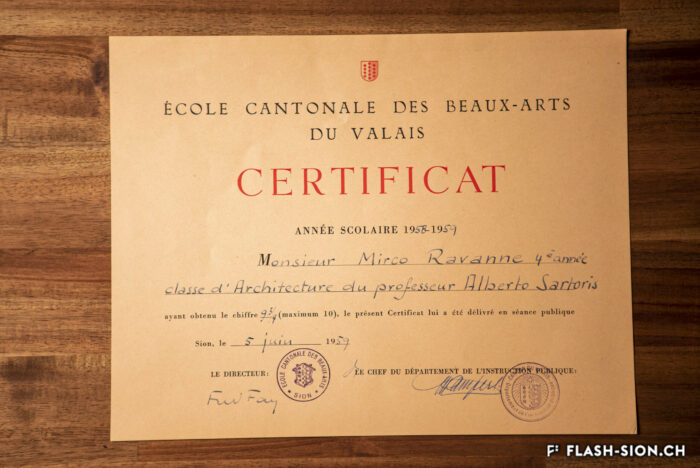 ÉCOLE CANTONALE DES BEAUX-ARTS
DU VALAIS
CERTIFICAT
ANNÉE SCOLAIRE 1958-1959
Monsieur Mirco Ravanne 4e année
classe d'Architecture du professeur Alberto Sartoris
ayant obtenu le chiffre 9 3/4 (maximum 10), le présent Certificat lui a été délivré en séance publique
Sion, le 5 juin 1959
LE DIRECTEUR:
ÉCOLE CANTONALE DES BEAUX-ARTS
SION
LE CHEF DU DÉPARTEMENT DE L'INSTRUCTION PUBLIQUE:
FLASH-SION.CH